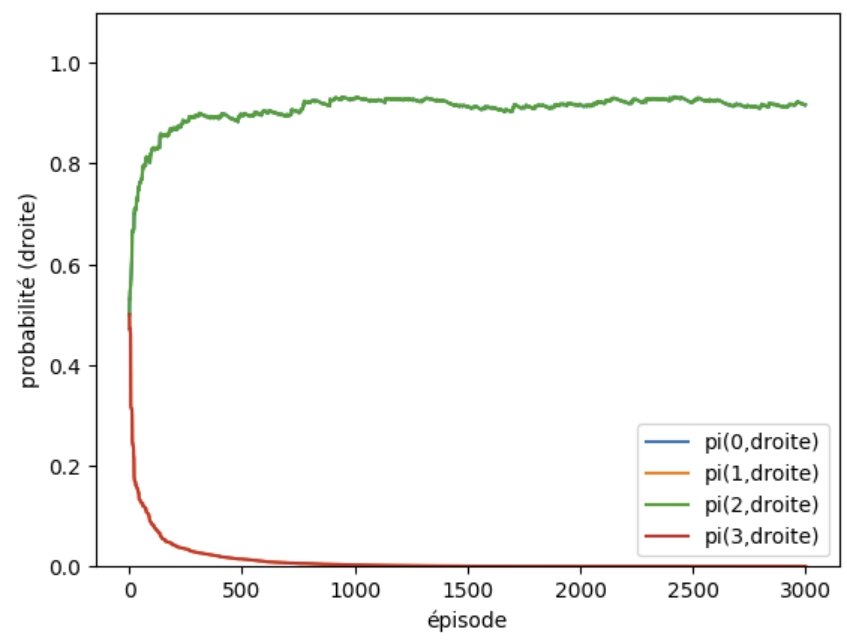 1.0
0.8
0.6
0.4
0.2
0.0
probabilité (droite)
pi(0,droite)
pi(1,droite)
pi(2,droite)
pi(3,droite)
0 500 1000 1500 2000 2500 3000
épisode